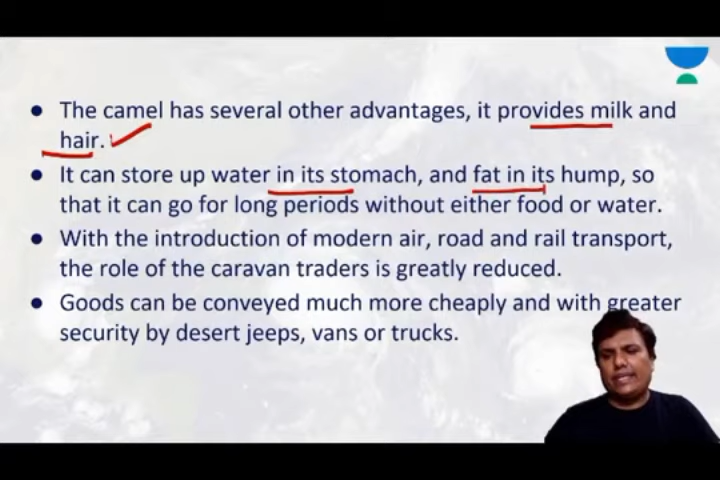 ● The camel has several other advantages, it provides milk and
hair.
● It can store up water in its stomach, and fat in its hump, so
that it can go for long periods without either food or water.
● With the introduction of modern air, road and rail transport,
the role of the caravan traders is greatly reduced.
● Goods can be conveyed much more cheaply and with greater
security by desert jeeps, vans or trucks.